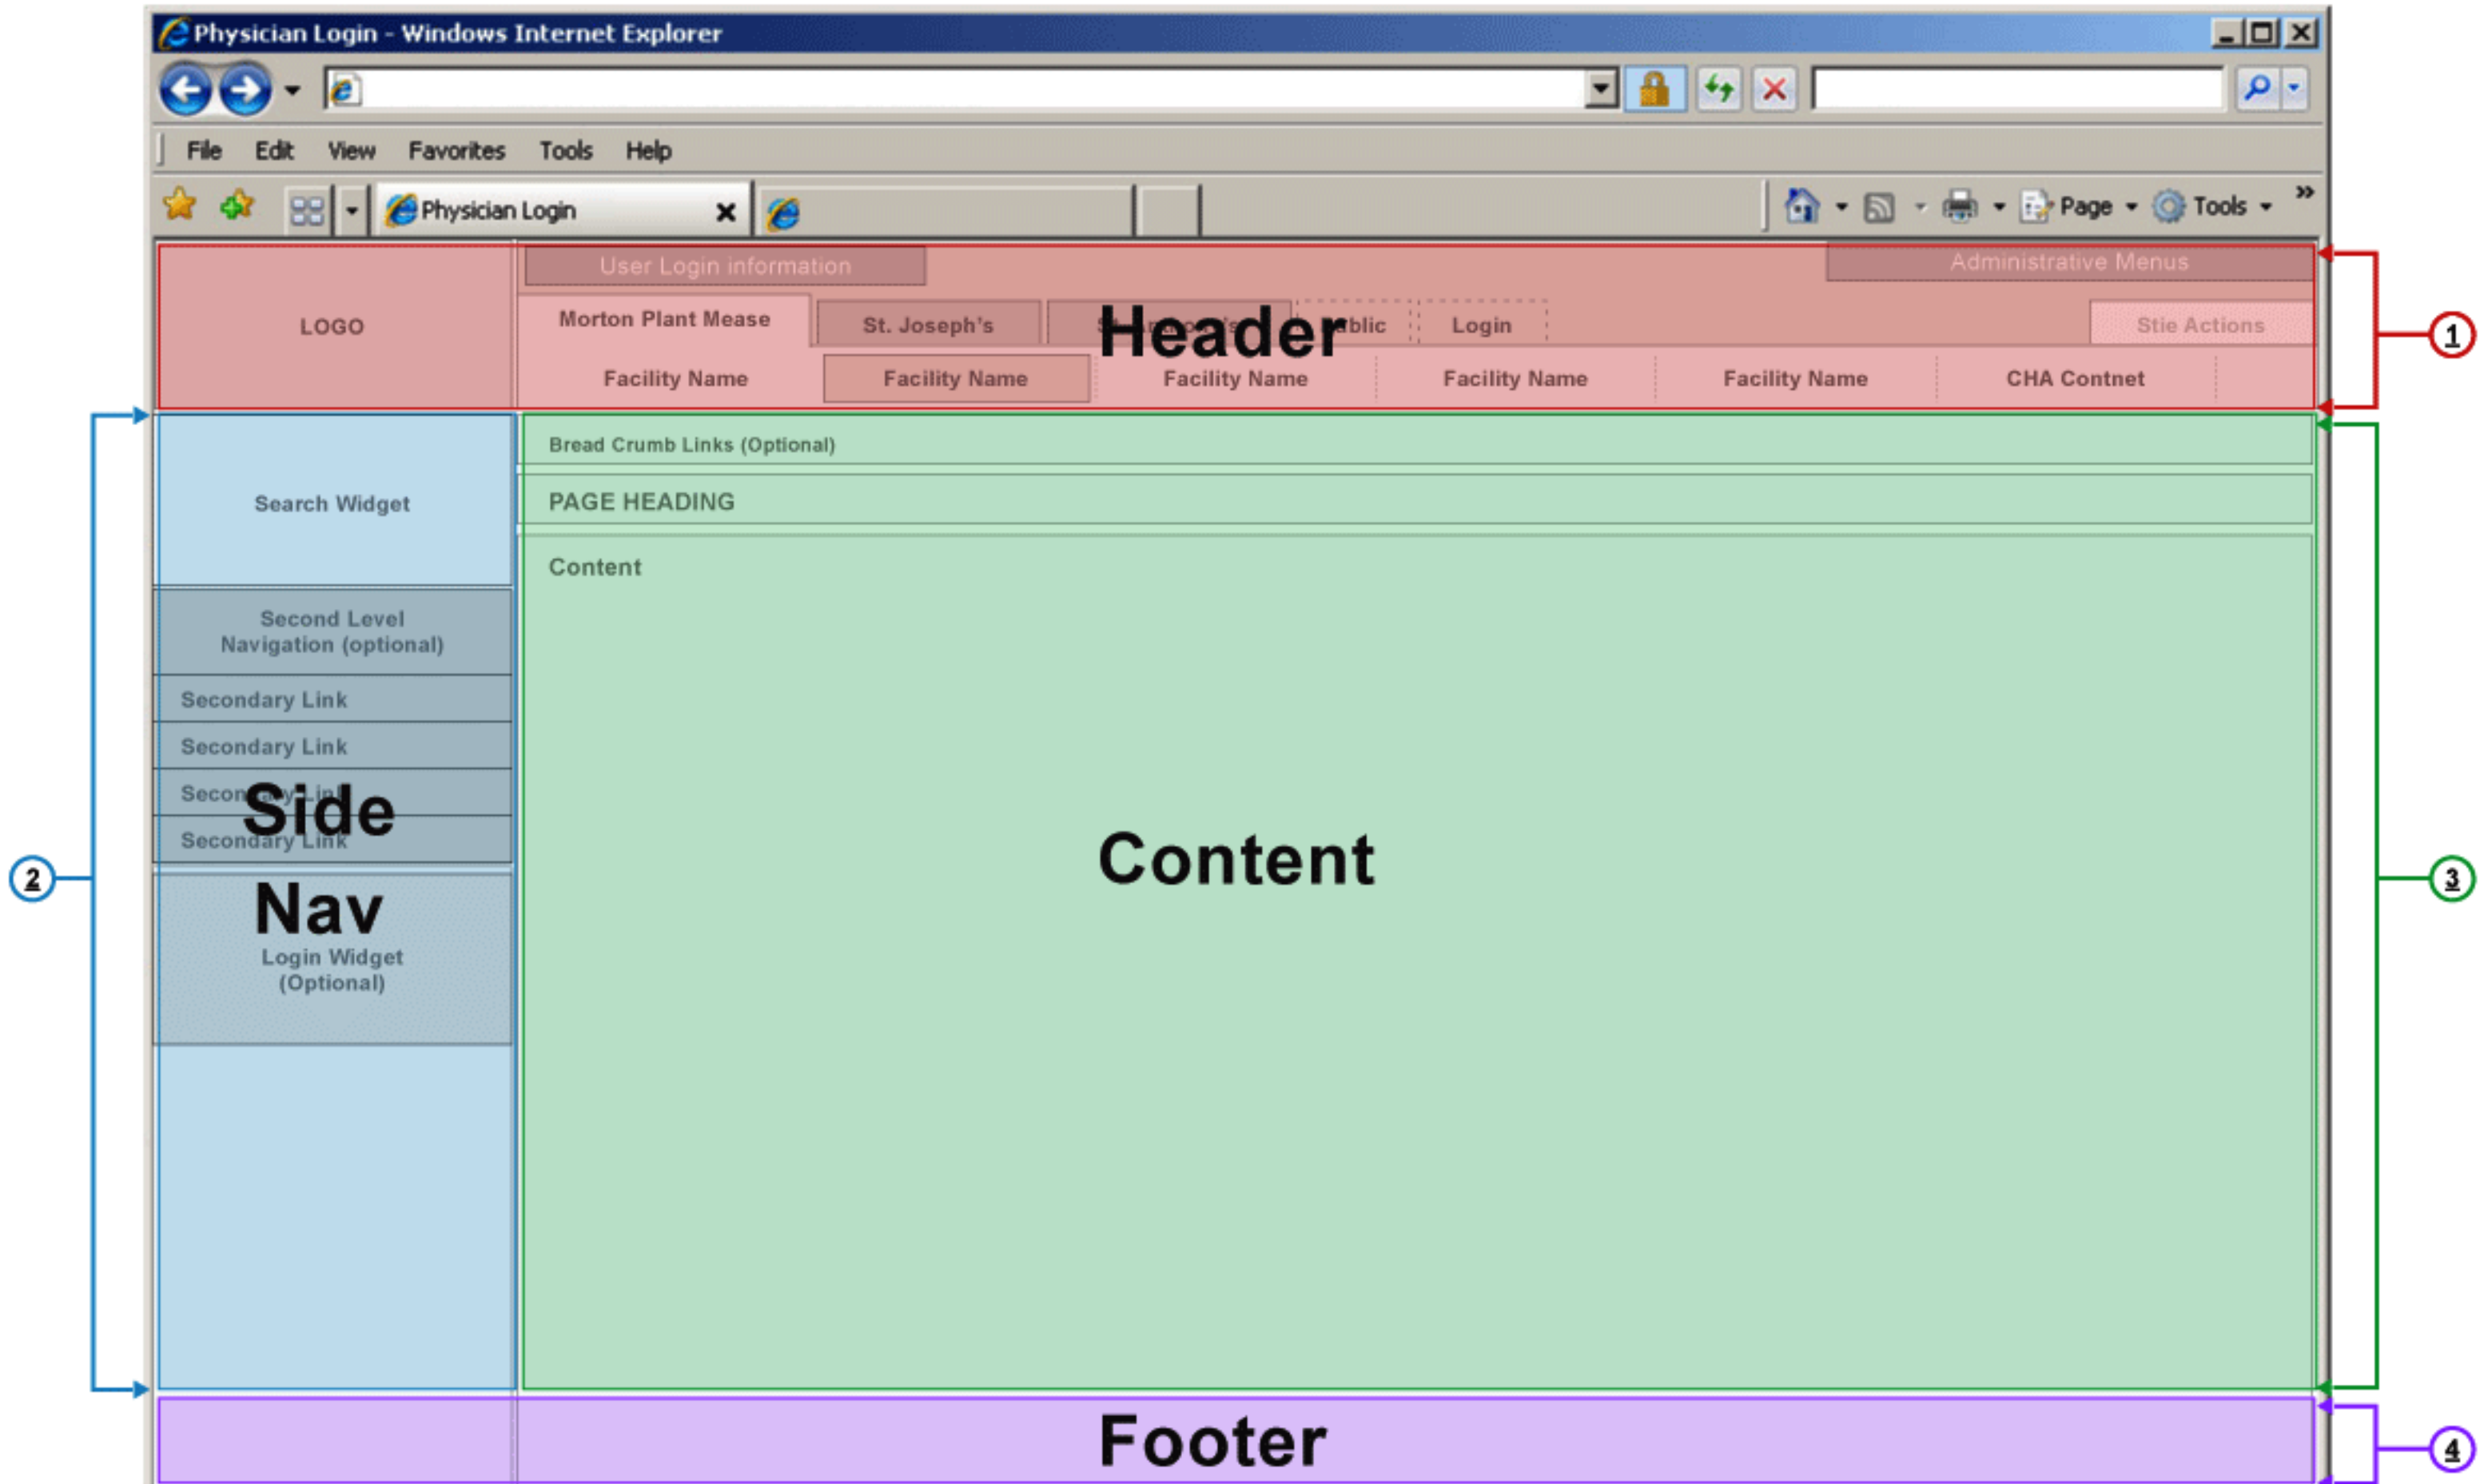 Physician Login - Windows Internet Explorer
File Edit View Favorites Tools Help
Physician Login
Page Tools
User Login information Administrative Menus
LOGO
Morton Plant Mease St. Joseph's Public Login Stie Actions
Header
Facility Name Facility Name Facility Name Facility Name Facility Name CHA Contnet
1
Bread Crumb Links (Optional)
Search Widget
PAGE HEADING
Content
Second Level
Navigation (optional)
Secondary Link
Secondary Link
Secondary Link
Secondary Link
Side
Nav
Login Widget
(Optional)
2
Content
3
Footer
4